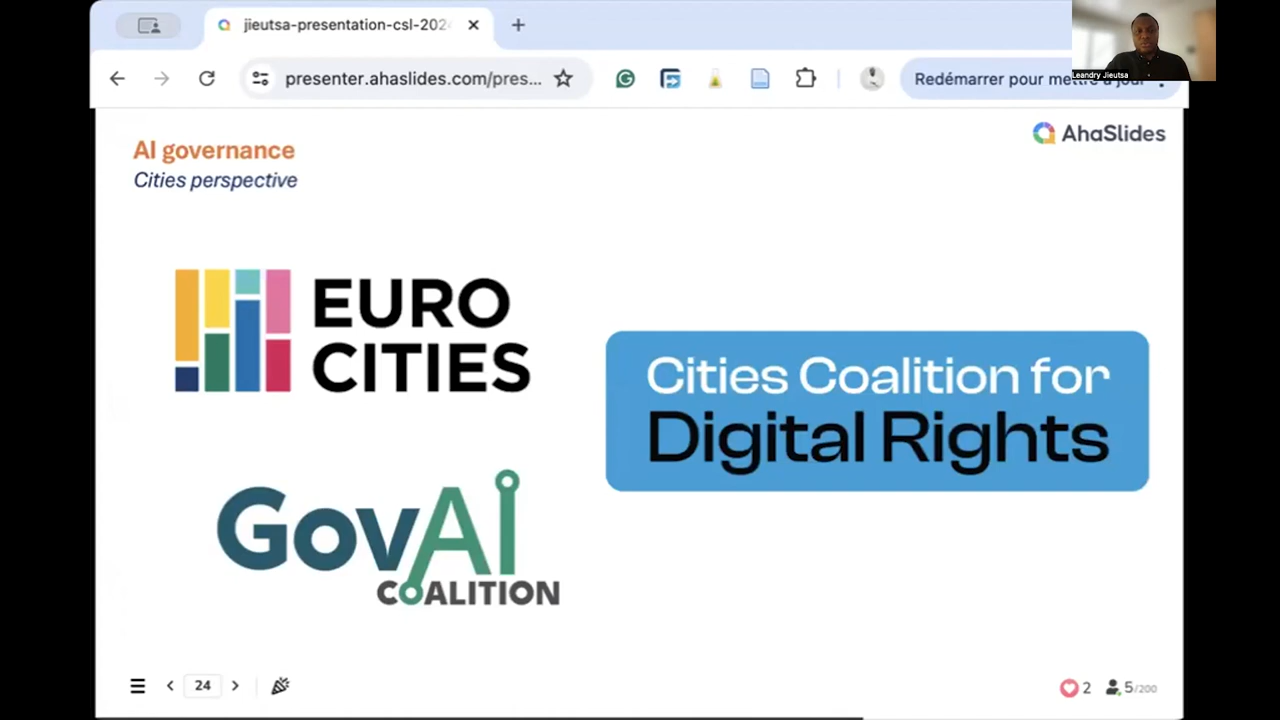 jieutsa-presentation-csl-2024
presenter.ahaslides.com/pres...
Redémarrer pour mettre à jour
Leandry Jieutsa
AhaSlides
AI governance
Cities perspective
EURO
CITIES
Cities Coalition for
Digital Rights
GovAI
COALITION
24
2
5/200